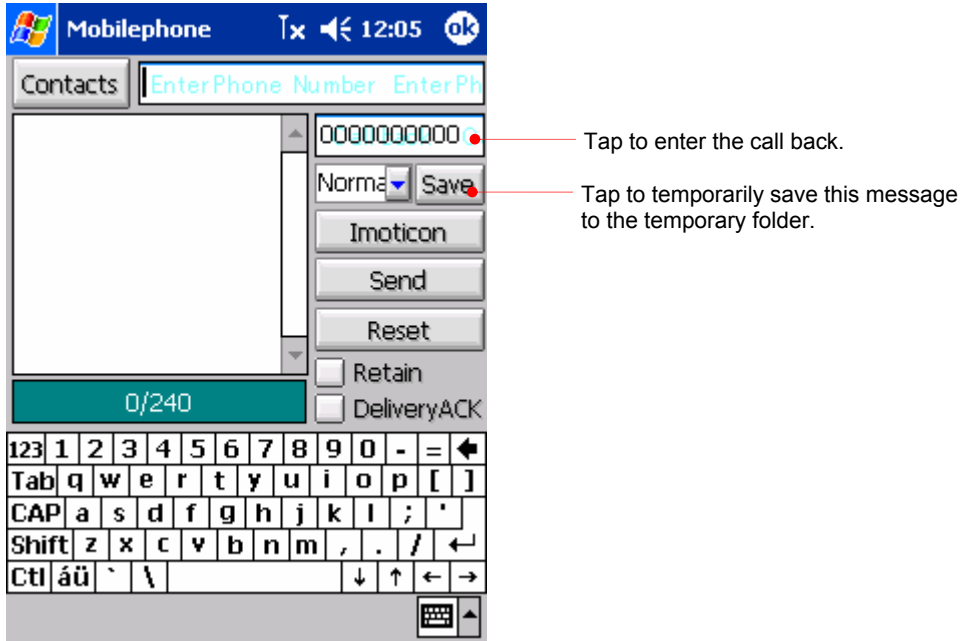 Mobilephone 12:05 ok
Contacts EnterPhone Number EnterPh
0000000000
Tap to enter the call back.
Norma Save
Tap to temporarily save this message
to the temporary folder.
Imoticon
Send
Reset
Retain
0/240
DeliveryACK
123 1 2 3 4 5 6 7 8 9 0 - =
Tab q w e r t y u i o p [ ]
CAP a s d f g h j k l ; '
Shift z x c v b n m , . / ↵
Ctl áü ` \ ↓ ↑ ← →